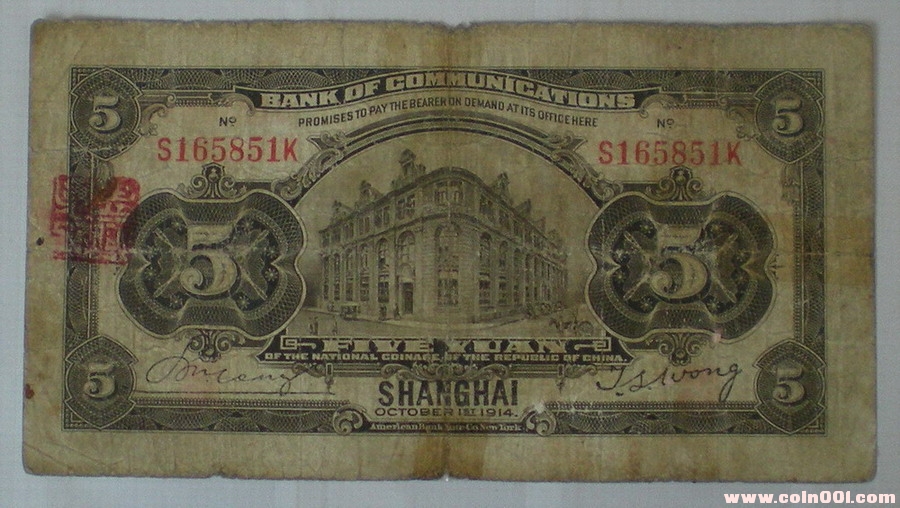 BANK OF COMMUNICATIONS
PROMISES TO PAY THE BEARER ON DEMAND AT ITS OFFICE HERE
5 5
No No
S165851K S165851K
5 5
FIVE YUAN
OF THE NATIONAL COINAGE OF THE REPUBLIC OF CHINA.
5 5
T S Wong
SHANGHAI
OCTOBER 1ST 1914.
American Bank Note Co. New York
www.coin001.com